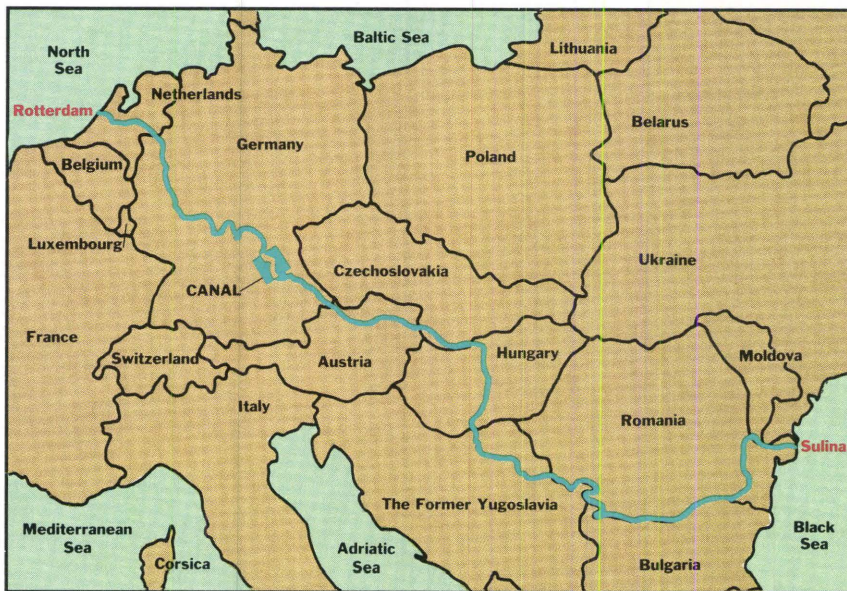 North
Sea
Baltic Sea
Lithuania
Netherlands
Rotterdam
Belarus
Germany
Poland
Belgium
Luxembourg
Ukraine
Czechoslovakia
CANAL
France
Switzerland
Austria
Hungary
Moldova
Italy
Romania
Sulina
The Former Yugoslavia
Mediterranean
Sea
Corsica
Adriatic
Sea
Black
Sea
Bulgaria